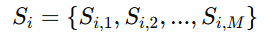 S_i = {S_{i,1}, S_{i,2}, ..., S_{i,M}}